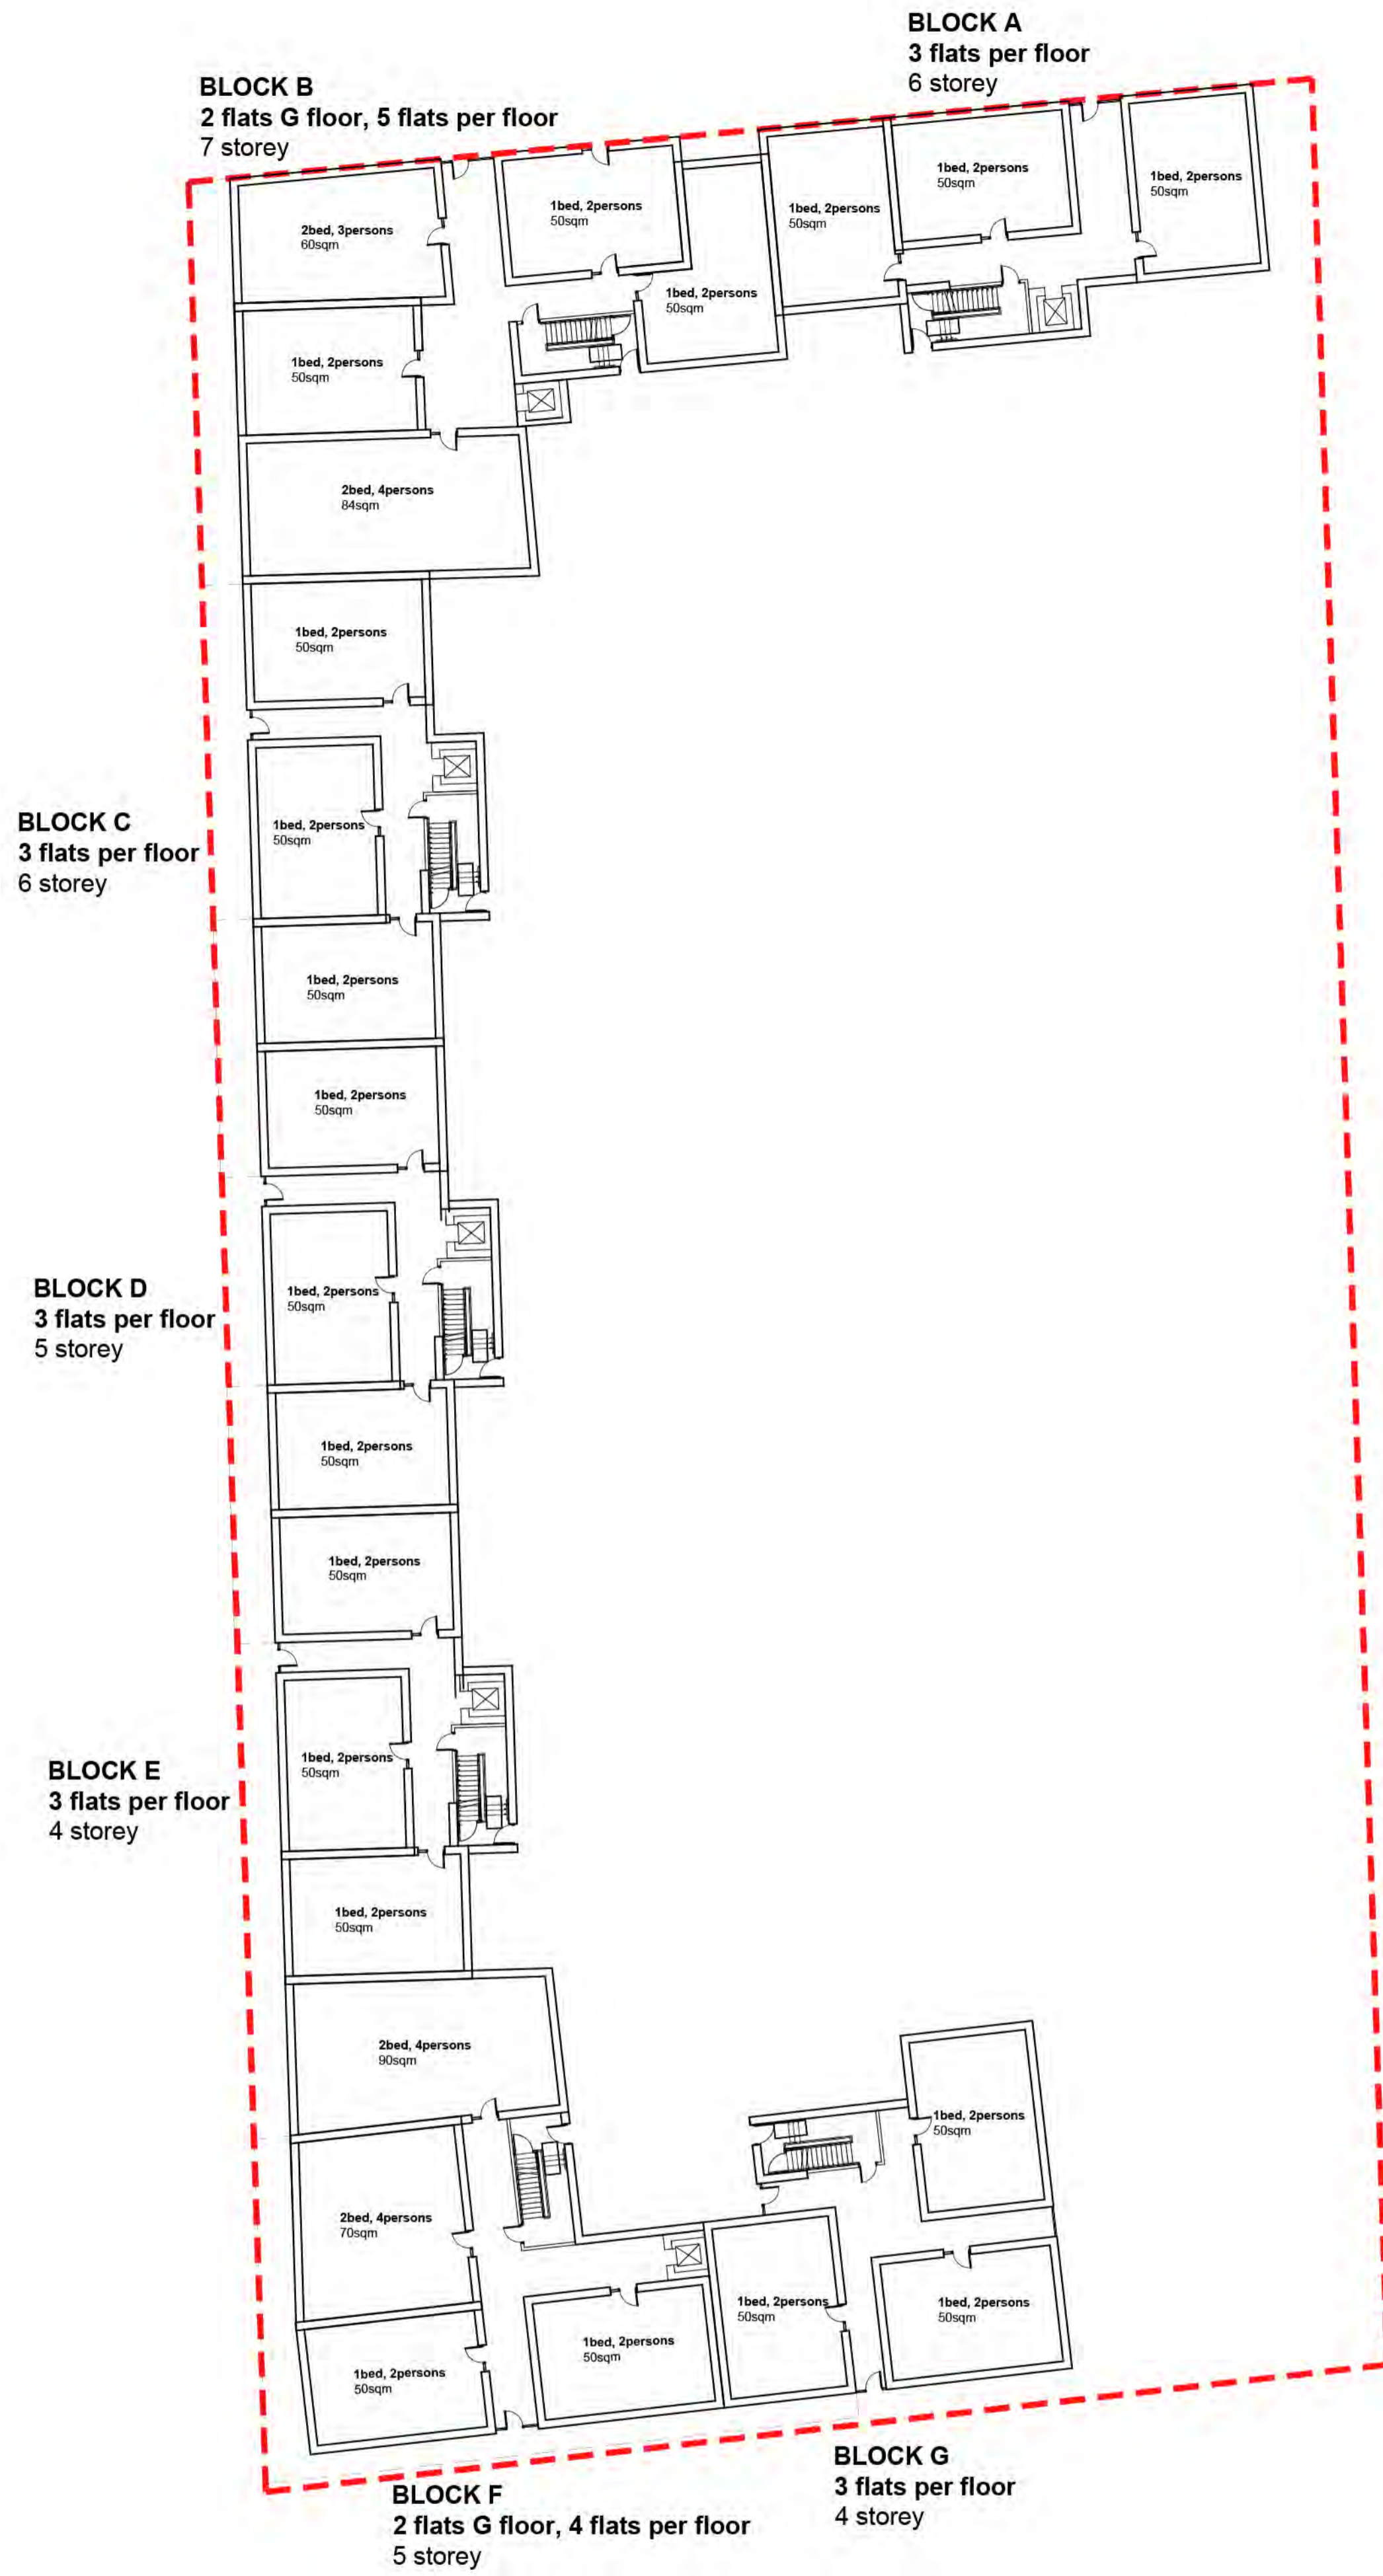 BLOCK A
3 flats per floor
6 storey
BLOCK B
2 flats G floor, 5 flats per floor
7 storey
1bed, 2persons
50sqm
1bed, 2persons
50sqm
1bed, 2persons
50sqm
1bed, 2persons
50sqm
2bed, 3persons
60sqm
1bed, 2persons
50sqm
1bed, 2persons
50sqm
2bed, 4persons
84sqm
1bed, 2persons
50sqm
BLOCK C
3 flats per floor
6 storey
1bed, 2persons
50sqm
1bed, 2persons
50sqm
1bed, 2persons
50sqm
BLOCK D
3 flats per floor
5 storey
1bed, 2persons
50sqm
1bed, 2persons
50sqm
1bed, 2persons
50sqm
BLOCK E
3 flats per floor
4 storey
1bed, 2persons
50sqm
1bed, 2persons
50sqm
2bed, 4persons
90sqm
1bed, 2persons
50sqm
2bed, 4persons
70sqm
1bed, 2persons
50sqm
1bed, 2persons
50sqm
1bed, 2persons
50sqm
1bed, 2persons
50sqm
BLOCK G
3 flats per floor
4 storey
BLOCK F
2 flats G floor, 4 flats per floor
5 storey